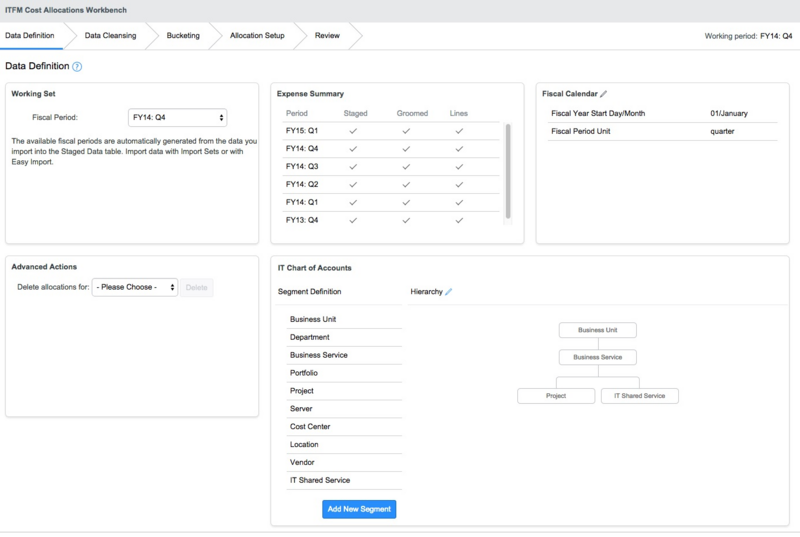 ITFM Cost Allocations Workbench
Data Definition
Data Cleansing
Bucketing
Allocation Setup
Review
Working period: FY14: Q4
Data Definition ?
Working Set
Fiscal Period: FY14: Q4
The available fiscal periods are automatically generated from the data you
import into the Staged Data table. Import data with Import Sets or with
Easy Import.
Expense Summary
Period Staged Groomed Lines
FY15: Q1
FY14: Q4
FY14: Q3
FY14: Q2
FY14: Q1
FY13: Q4
Fiscal Calendar
Fiscal Year Start Day/Month 01/January
Fiscal Period Unit quarter
Advanced Actions
Delete allocations for: - Please Choose - Delete
IT Chart of Accounts
Segment Definition
Business Unit
Department
Business Service
Portfolio
Project
Server
Cost Center
Location
Vendor
IT Shared Service
Add New Segment
Hierarchy
Business Unit
Business Service
Project IT Shared Service